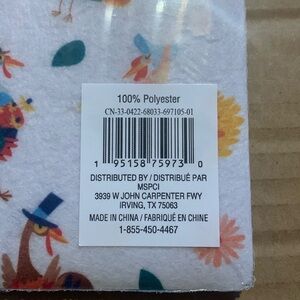 100% Polyester
CN-33-0422-68033-697105-01
1 95158 75973 0
DISTRIBUTED BY / DISTRIBUÉ PAR
MSPCI
3939 W JOHN CARPENTER FWY
IRVING, TX 75063
MADE IN CHINA / FABRIQUÉ EN CHINE
1-855-450-4467